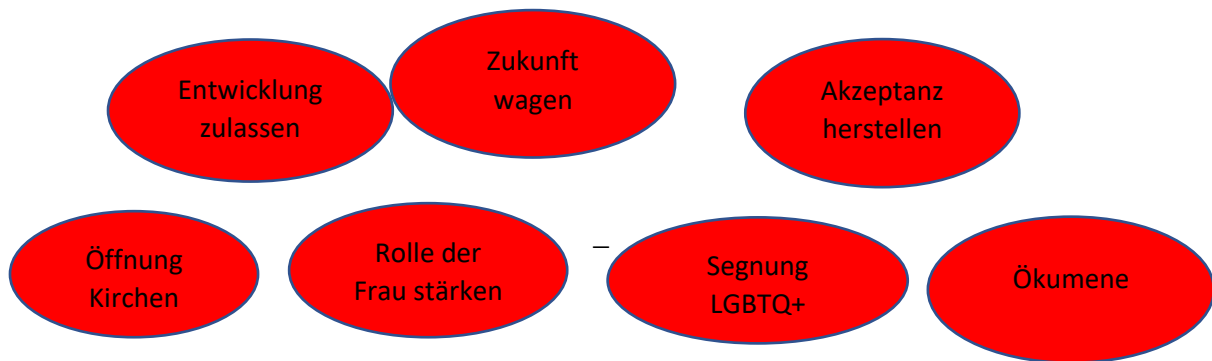 Entwicklung
zulassen
Zukunft
wagen
Akzeptanz
herstellen
Öffnung
Kirchen
Rolle der
Frau stärken
–
Segnung
LGBTQ+
Ökumene